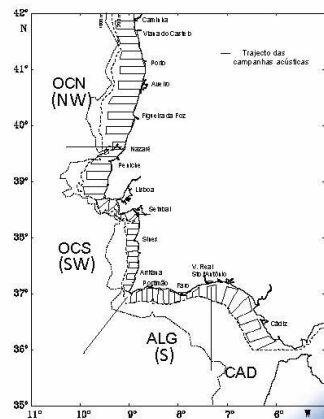 42°
N
41°
40°
39°
38°
37°
36°
35°
Caminha
Viana do Castelo
Porto
Aveiro
Figueira da Foz
Nazaré
Peniche
Lisboa
Setúbal
Sines
Arrifana
Portimão
Faro
V. Real
Sto António
Cádiz
Trajecto das
campanhas acústicas
OCN
(NW)
OCS
(SW)
ALG
(S)
CAD
11°
10°
9°
8°
7°
6°
W